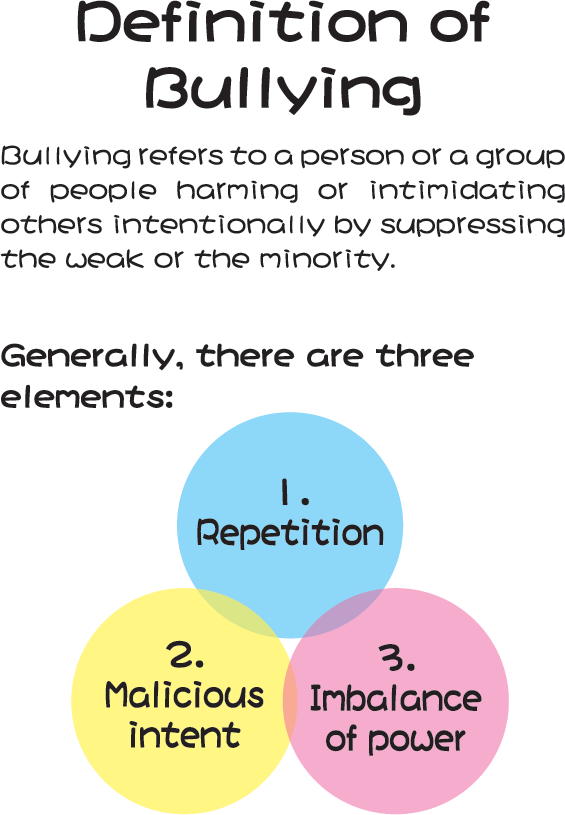 Definition of
Bullying
Bullying refers to a person or a group
of people harming or intimidating
others intentionally by suppressing
the weak or the minority.
Generally, there are three
elements:
1.
Repetition
2.
Malicious
intent
3.
Imbalance
of power